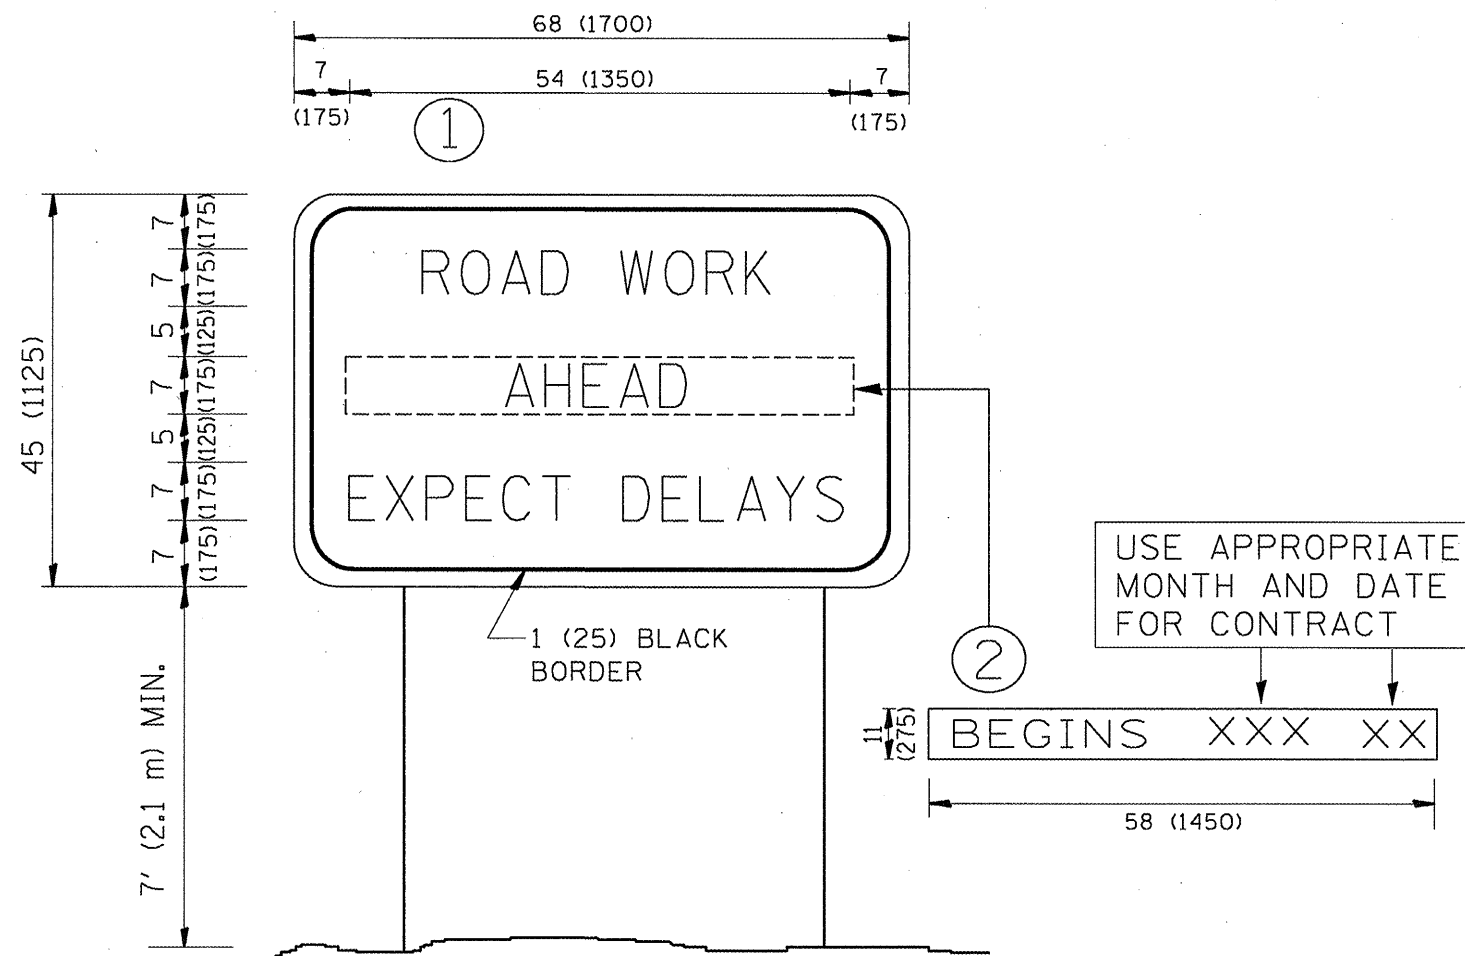 68 (1700)
7
54 (1350)
7
(175)
(175)
1
45 (1125)
7
(175)
7
(175)
5
(125)
7
(175)
5
(125)
7
(175)
7
(175)
ROAD WORK
AHEAD
EXPECT DELAYS
1 (25) BLACK
BORDER
7' (2.1 m) MIN.
USE APPROPRIATE
MONTH AND DATE
FOR CONTRACT
2
11
(275)
BEGINS XXX XX
58 (1450)